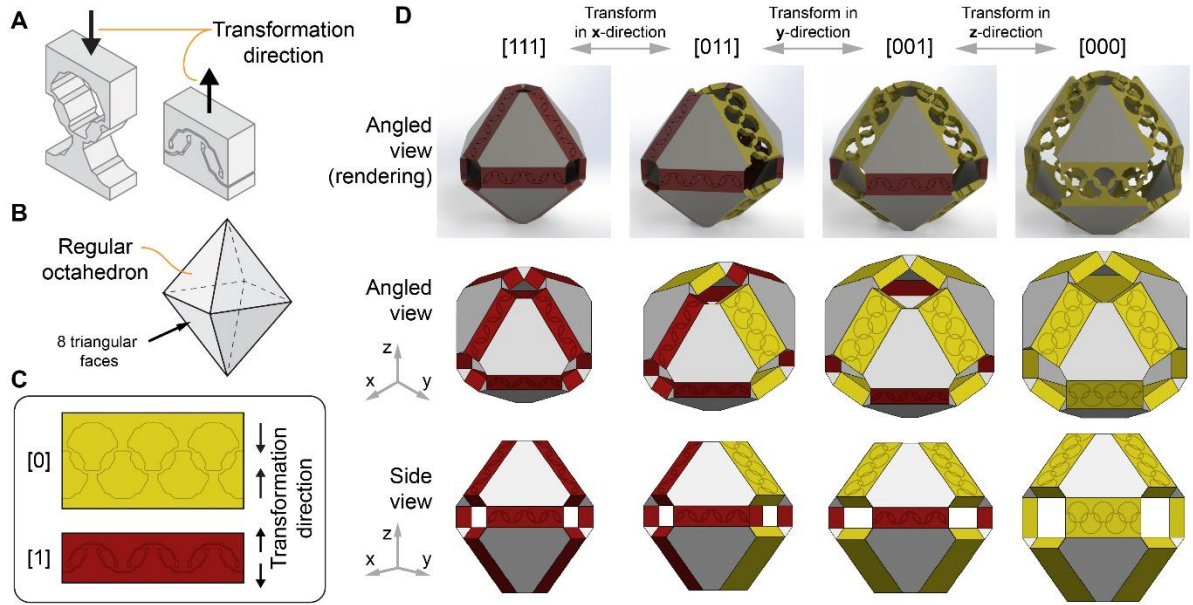 A
Transformation
direction
B
Regular
octahedron
8 triangular
faces
C
[0]
[1]
Transformation
direction
D
Transform
in x-direction
Transform in
y-direction
Transform in
z-direction
[111]
[011]
[001]
[000]
Angled
view
(rendering)
Angled
view
z
x
y
Side
view
z
x
y